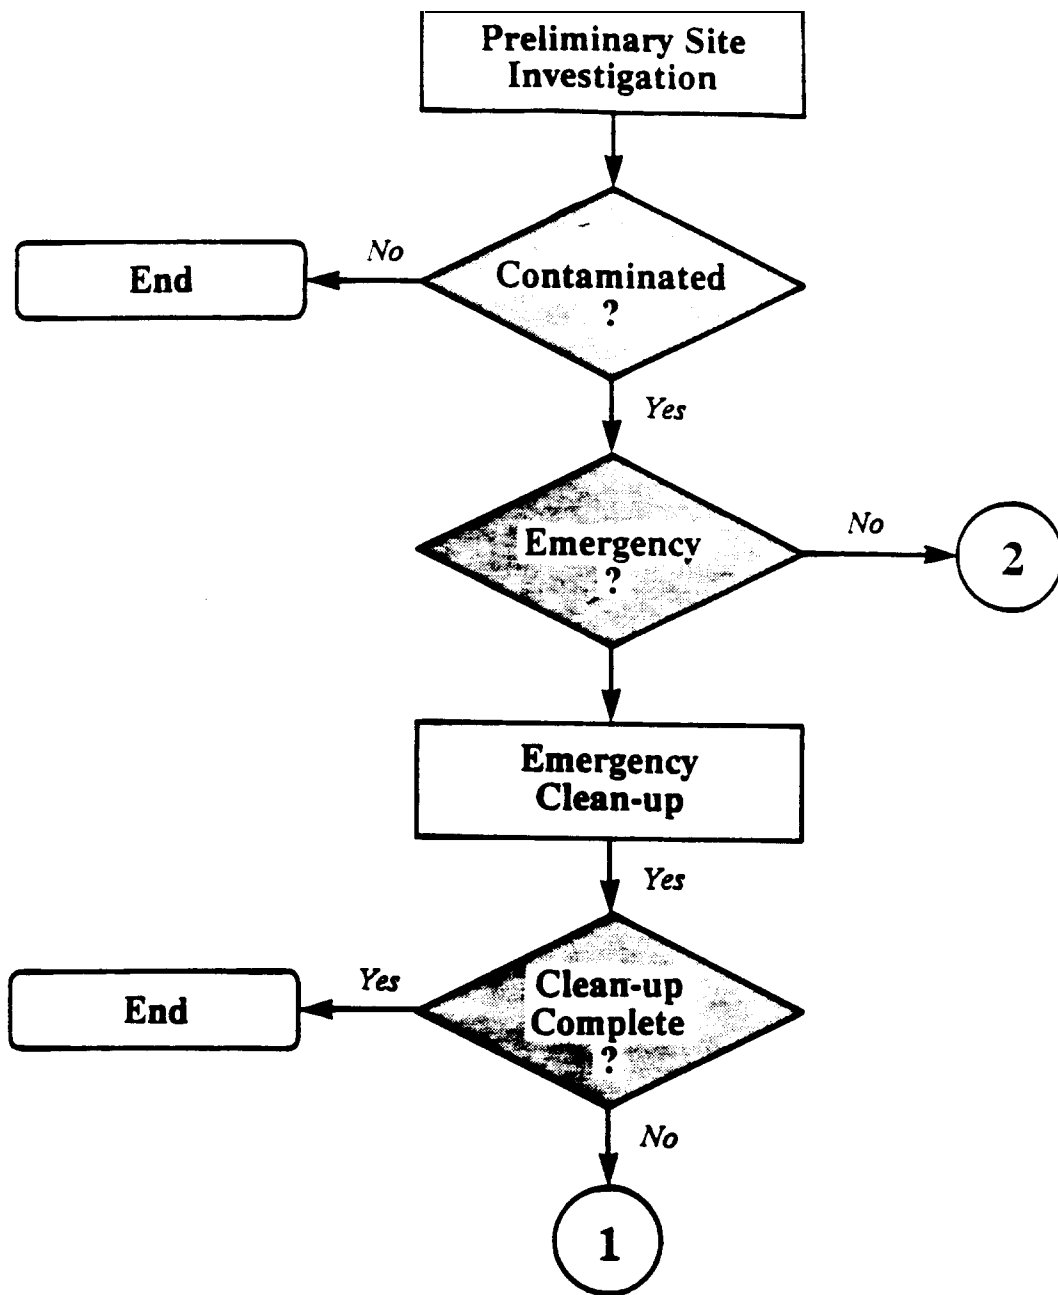 Preliminary Site
Investigation
No
End
Contaminated
?
Yes
Emergency
?
No
2
Emergency
Clean-up
Yes
Yes
End
Clean-up
Complete
?
No
1